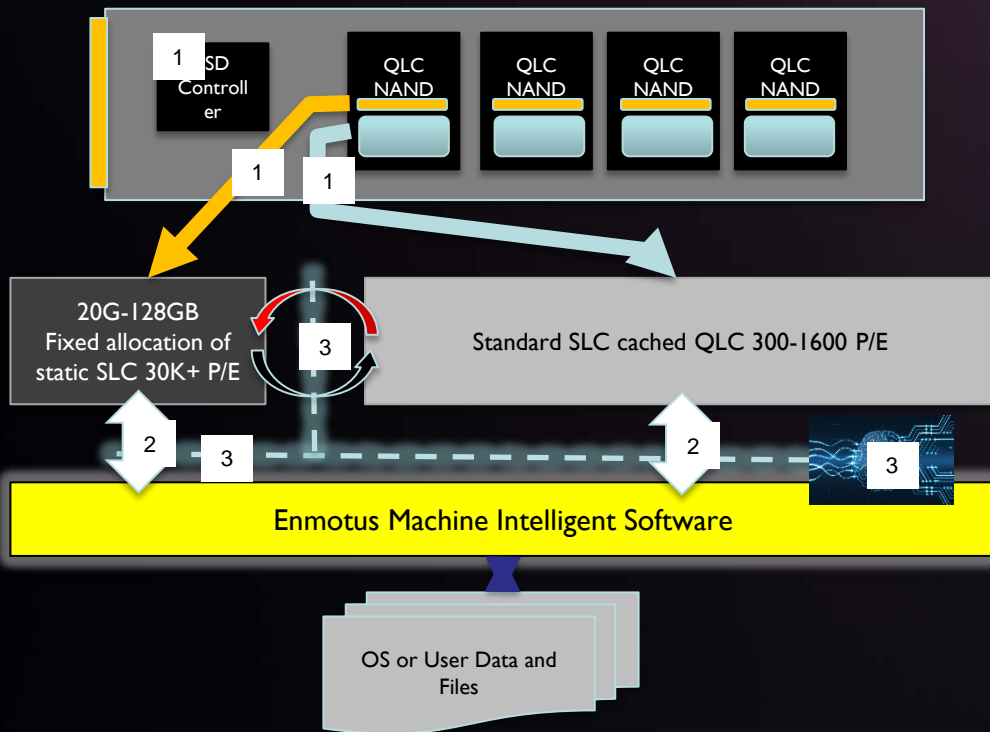 1
SD
Controll
er
QLC
NAND
QLC
NAND
QLC
NAND
QLC
NAND
1
1
20G-128GB
Fixed allocation of
static SLC 30K+ P/E
3
Standard SLC cached QLC 300-1600 P/E
2
3
2
3
Enmotus Machine Intelligent Software
OS or User Data and
Files